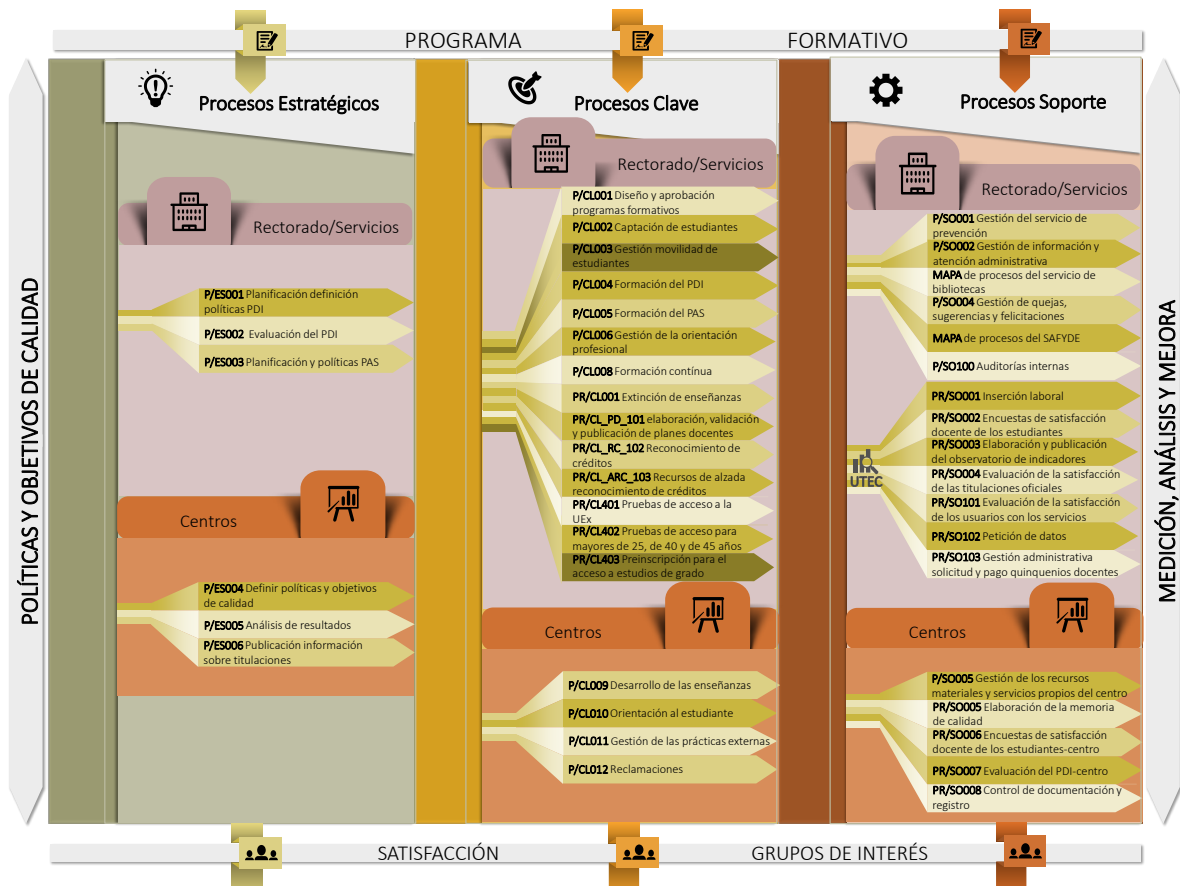 PROGRAMA FORMATIVO
POLÍTICAS Y OBJETIVOS DE CALIDAD
Procesos Estratégicos
Rectorado/Servicios
P/ES001 Planificación definición
políticas PDI
P/ES002 Evaluación del PDI
P/ES003 Planificación y políticas PAS
Centros
P/ES004 Definir políticas y objetivos
de calidad
P/ES005 Análisis de resultados
P/ES006 Publicación información
sobre titulaciones
Procesos Clave
Rectorado/Servicios
P/CL001 Diseño y aprobación
programas formativos
P/CL002 Captación de estudiantes
P/CL003 Gestión movilidad de
estudiantes
P/CL004 Formación del PDI
P/CL005 Formación del PAS
P/CL006 Gestión de la orientación
profesional
P/CL008 Formación contínua
PR/CL001 Extinción de enseñanzas
PR/CL_PD_101 elaboración, validación
y publicación de planes docentes
PR/CL_RC_102 Reconocimiento de
créditos
PR/CL_ARC_103 Recursos de alzada
reconocimiento de créditos
PR/CL401 Pruebas de acceso a la
UEx
PR/CL402 Pruebas de acceso para
mayores de 25, de 40 y de 45 años
PR/CL403 Preinscripción para el
acceso a estudios de grado
Centros
P/CL009 Desarrollo de las enseñanzas
P/CL010 Orientación al estudiante
P/CL011 Gestión de las prácticas externas
P/CL012 Reclamaciones
Procesos Soporte
Rectorado/Servicios
P/SO001 Gestión del servicio de
prevención
P/SO002 Gestión de información y
atención administrativa
MAPA de procesos del servicio de
bibliotecas
P/SO004 Gestión de quejas,
sugerencias y felicitaciones
MAPA de procesos del SAFYDE
P/SO100 Auditorías internas
UTEC
PR/SO001 Inserción laboral
PR/SO002 Encuestas de satisfacción
docente de los estudiantes
PR/SO003 Elaboración y publicación
del observatorio de indicadores
PR/SO004 Evaluación de la satisfacción
de las titulaciones oficiales
PR/SO101 Evaluación de la satisfacción
de los usuarios con los servicios
PR/SO102 Petición de datos
PR/SO103 Gestión administrativa
solicitud y pago quinquenios docentes
Centros
P/SO005 Gestión de los recursos
materiales y servicios propios del centro
PR/SO005 Elaboración de la memoria
de calidad
PR/SO006 Encuestas de satisfacción
docente de los estudiantes-centro
PR/SO007 Evaluación del PDI-centro
PR/SO008 Control de documentación y
registro
MEDICIÓN, ANÁLISIS Y MEJORA
SATISFACCIÓN GRUPOS DE INTERÉS